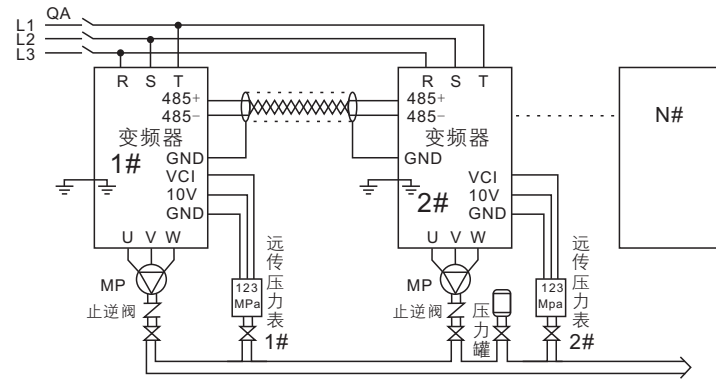 QA
L1
L2
L3
R S T
485+
485-
变频器
1#
GND
VCI
10V
GND
U V W
MP
止逆阀
123
MPa
远传压力表
1#
R S T
485+
485-
变频器
2#
GND
VCI
10V
GND
U V W
MP
止逆阀
压力罐
123
Mpa
远传压力表
2#
N#